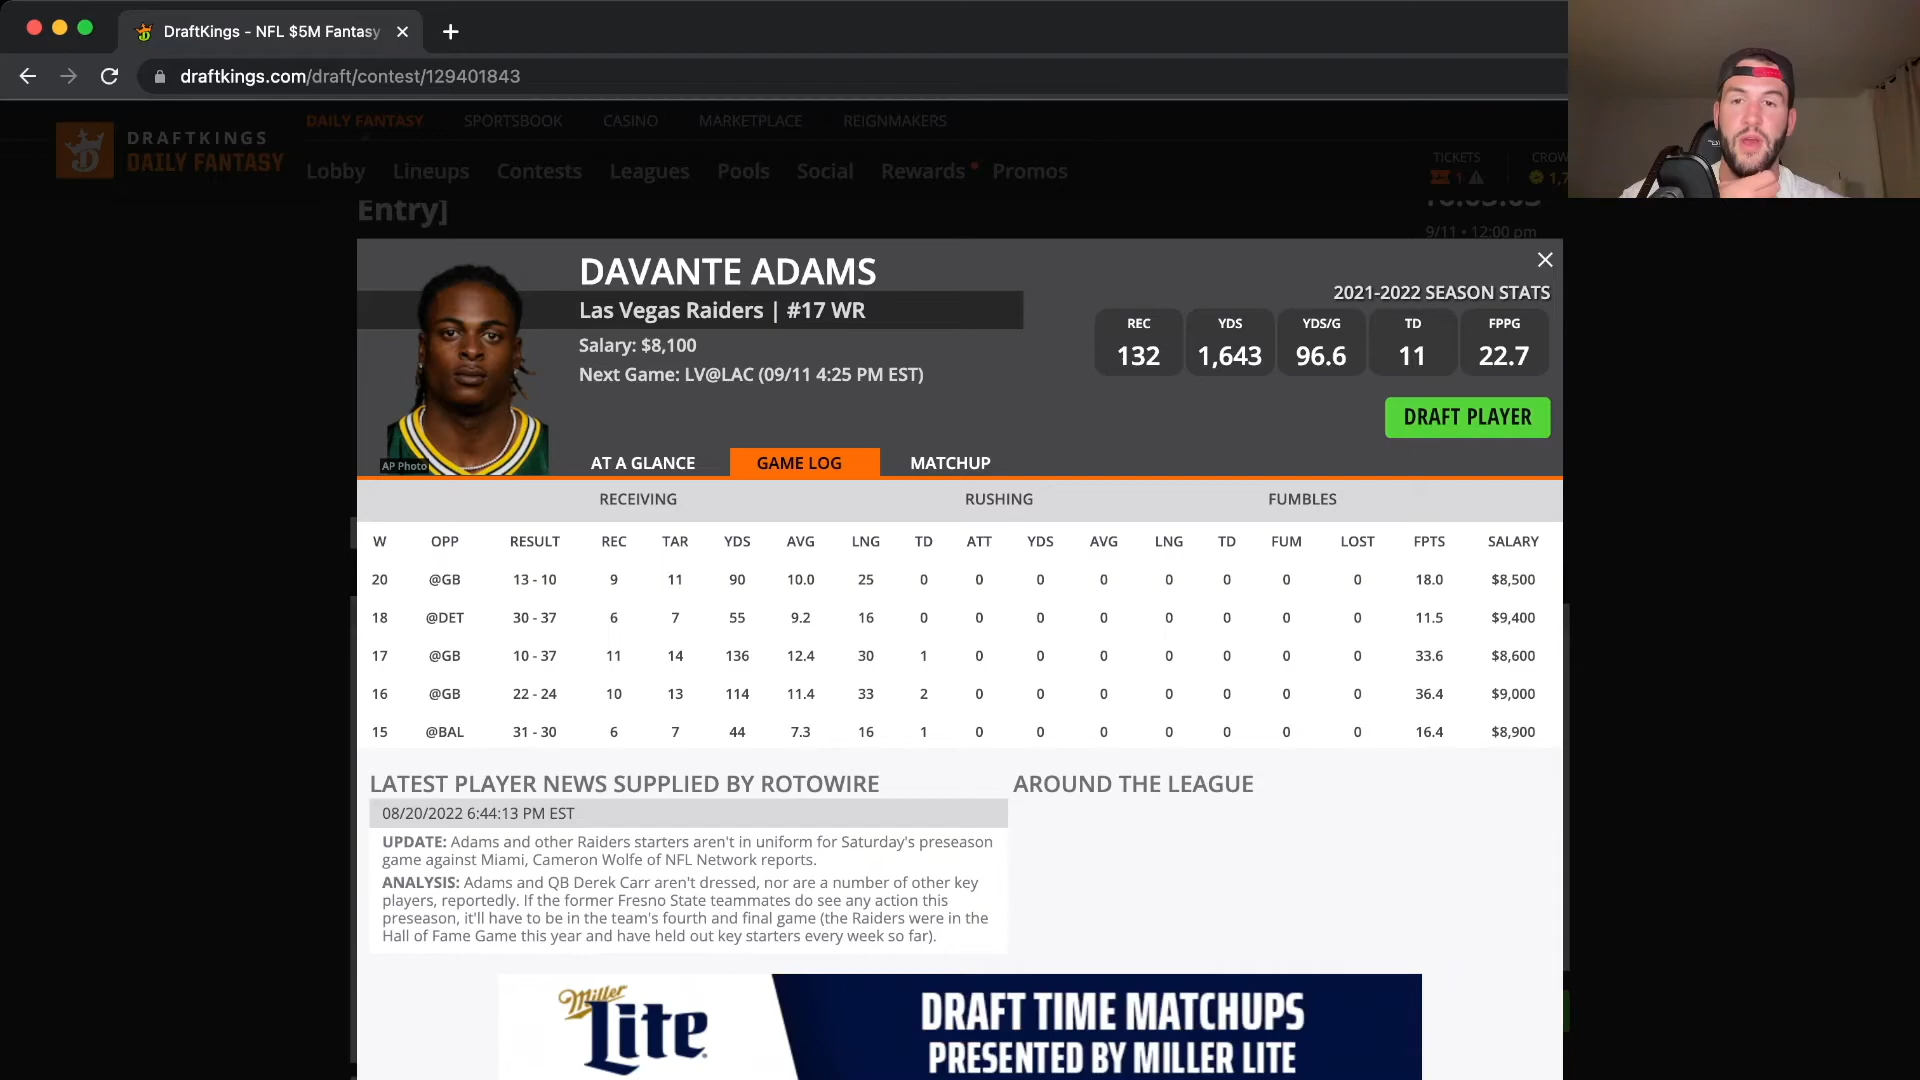 DraftKings - NFL $5M Fantasy
draftkings.com/draft/contest/129401843
DRAFTKINGS
DAILY FANTASY
DAILY FANTASY SPORTSBOOK CASINO MARKETPLACE REIGNMAKERS
Lobby Lineups Contests Leagues Pools Social Rewards Promos
TICKETS
1
CROW
1,7
Entry]
9/11 • 12:00 pm
DAVANTE ADAMS
Las Vegas Raiders | #17 WR
Salary: $8,100
Next Game: LV@LAC (09/11 4:25 PM EST)
AP Photo
2021-2022 SEASON STATS
REC YDS YDS/G TD FPPG
132 1,643 96.6 11 22.7
DRAFT PLAYER
AT A GLANCE GAME LOG MATCHUP
RECEIVING RUSHING FUMBLES
W OPP RESULT REC TAR YDS AVG LNG TD ATT YDS AVG LNG TD FUM LOST FPTS SALARY
20 @GB 13 - 10 9 11 90 10.0 25 0 0 0 0 0 0 0 0 18.0 $8,500
18 @DET 30 - 37 6 7 55 9.2 16 0 0 0 0 0 0 0 0 11.5 $9,400
17 @GB 10 - 37 11 14 136 12.4 30 1 0 0 0 0 0 0 0 33.6 $8,600
16 @GB 22 - 24 10 13 114 11.4 33 2 0 0 0 0 0 0 0 36.4 $9,000
15 @BAL 31 - 30 6 7 44 7.3 16 1 0 0 0 0 0 0 0 16.4 $8,900
LATEST PLAYER NEWS SUPPLIED BY ROTOWIRE
08/20/2022 6:44:13 PM EST
UPDATE: Adams and other Raiders starters aren't in uniform for Saturday's preseason
game against Miami, Cameron Wolfe of NFL Network reports.
ANALYSIS: Adams and QB Derek Carr aren't dressed, nor are a number of other key
players, reportedly. If the former Fresno State teammates do see any action this
preseason, it'll have to be in the team's fourth and final game (the Raiders were in the
Hall of Fame Game this year and have held out key starters every week so far).
AROUND THE LEAGUE
Miller
Lite
DRAFT TIME MATCHUPS
PRESENTED BY MILLER LITE